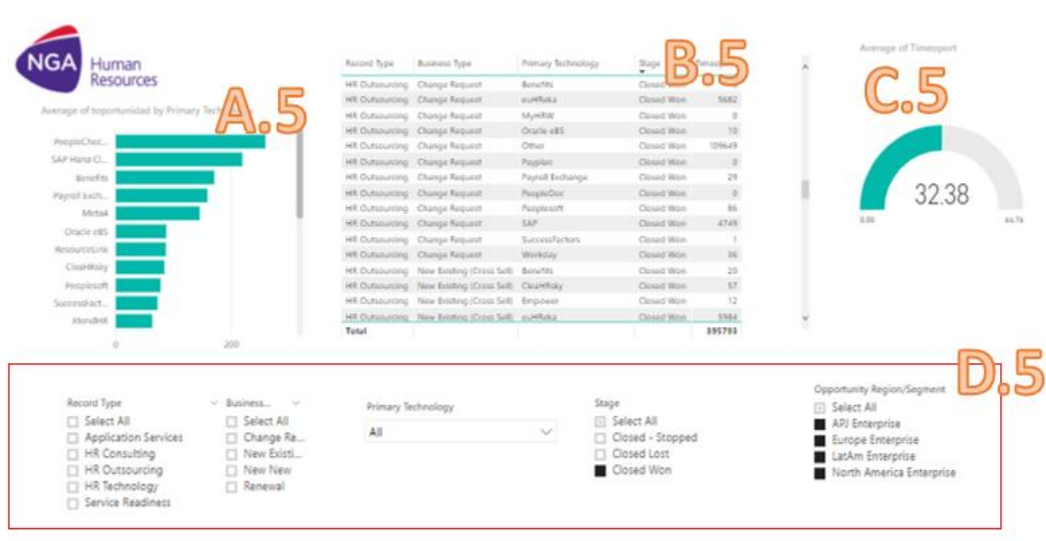 NGA
Human
Resources
A.5
PeopleChec...
SAP Hana Cl...
Benefits
Payroll Exch...
Meta4
Oracle eBS
ResourceLink
CleaHRsky
Peoplesoft
SuccessFact...
XtendHR
0 200
B.5
Record Type Business Type Primary Technology Stage
HR Outsourcing Change Request Benefits Closed Won
HR Outsourcing Change Request euHReka Closed Won 5682
HR Outsourcing Change Request MyHRW Closed Won 0
HR Outsourcing Change Request Oracle eBS Closed Won 10
HR Outsourcing Change Request Other Closed Won 109649
HR Outsourcing Change Request Payplan Closed Won 0
HR Outsourcing Change Request Payroll Exchange Closed Won 29
HR Outsourcing Change Request PeopleDoc Closed Won 0
HR Outsourcing Change Request Peoplesoft Closed Won 86
HR Outsourcing Change Request SAP Closed Won 4749
HR Outsourcing Change Request SuccessFactors Closed Won 1
HR Outsourcing Change Request Workday Closed Won 36
HR Outsourcing New Existing (Cross Sell) Benefits Closed Won 20
HR Outsourcing New Existing (Cross Sell) CleaHRsky Closed Won 57
HR Outsourcing New Existing (Cross Sell) Empower Closed Won 12
HR Outsourcing New Existing (Cross Sell) euHReka Closed Won 5984
Total 395793
Average of Timeoport
C.5
32.38
0.00 64.76
D.5
Record Type
Select All
Application Services
HR Consulting
HR Outsourcing
HR Technology
Service Readiness
Business...
Select All
Change Re...
New Existi...
New New
Renewal
Primary Technology
All
Stage
Select All
Closed - Stopped
Closed Lost
Closed Won
Opportunity Region/Segment
Select All
APJ Enterprise
Europe Enterprise
LatAm Enterprise
North America Enterprise